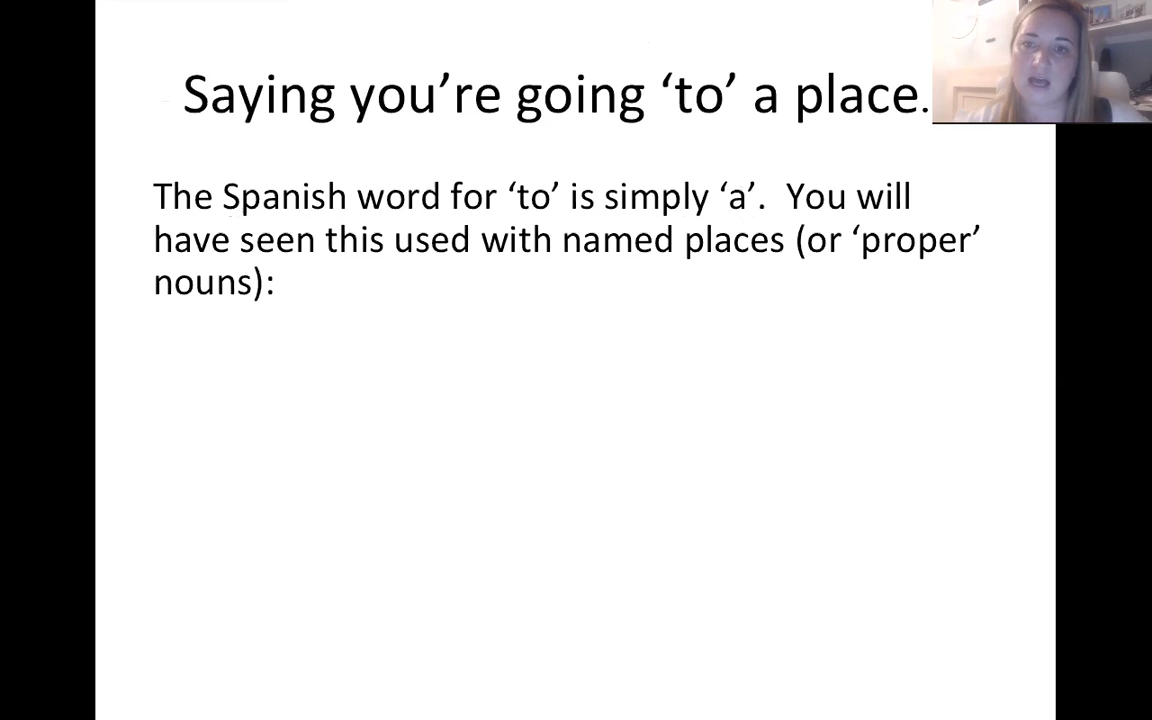 Saying you’re going ‘to’ a place.
The Spanish word for ‘to’ is simply ‘a’.  You will
have seen this used with named places (or ‘proper’
nouns):